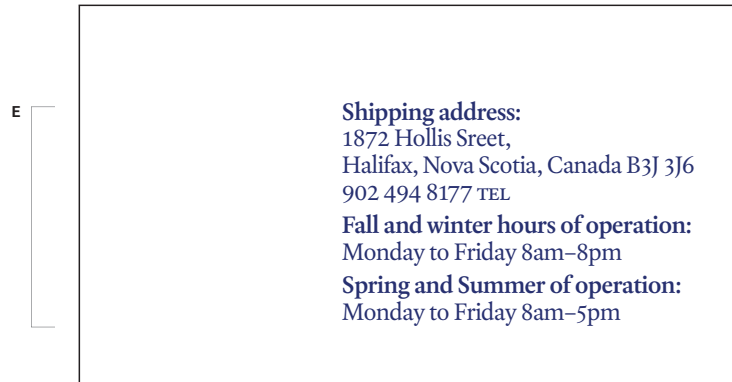 E
Shipping address:
1872 Hollis Sreet,
Halifax, Nova Scotia, Canada B3J 3J6
902 494 8177 TEL
Fall and winter hours of operation:
Monday to Friday 8am–8pm
Spring and Summer of operation:
Monday to Friday 8am–5pm